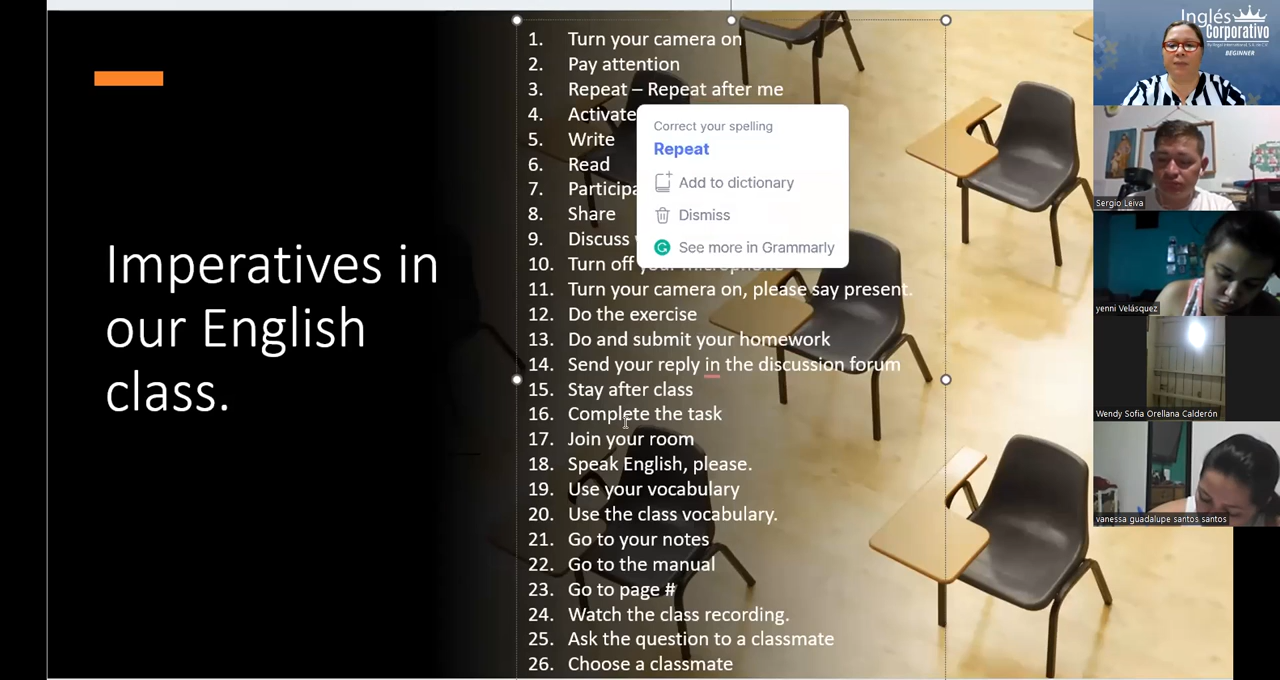 Imperatives in
our English
class.
1. Turn your camera on
2. Pay attention
3. Repeat – Repeat after me
4. Activate
5. Write
6. Read
7. Participa
8. Share
9. Discuss
10. Turn off your microphone
11. Turn your camera on, please say present.
12. Do the exercise
13. Do and submit your homework
14. Send your reply in the discussion forum
15. Stay after class
16. Complete the task
17. Join your room
18. Speak English, please.
19. Use your vocabulary
20. Use the class vocabulary.
21. Go to your notes
22. Go to the manual
23. Go to page #
24. Watch the class recording.
25. Ask the question to a classmate
26. Choose a classmate
Correct your spelling
Repeat
Add to dictionary
Dismiss
See more in Grammarly
Inglés
Corporativo
BEGINNER
Sergio Leiva
yenni Velásquez
Wendy Sofia Orellana Calderón
vanessa guadalupe santos santos